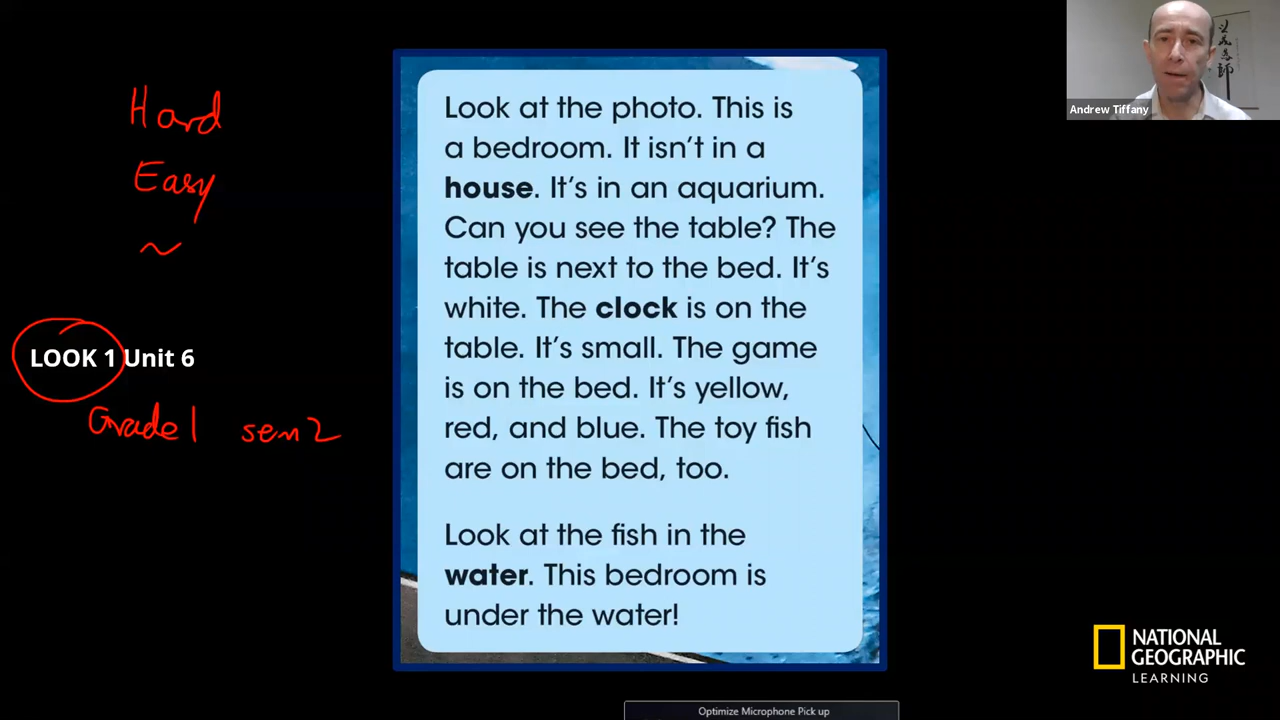 Hard
Easy
~
LOOK 1 Unit 6
Grade 1 sem 2
Look at the photo. This is
a bedroom. It isn't in a
house. It's in an aquarium.
Can you see the table? The
table is next to the bed. It's
white. The clock is on the
table. It's small. The game
is on the bed. It's yellow,
red, and blue. The toy fish
are on the bed, too.
Look at the fish in the
water. This bedroom is
under the water!
Andrew Tiffany
NATIONAL
GEOGRAPHIC
LEARNING
Optimize Microphone Pick up